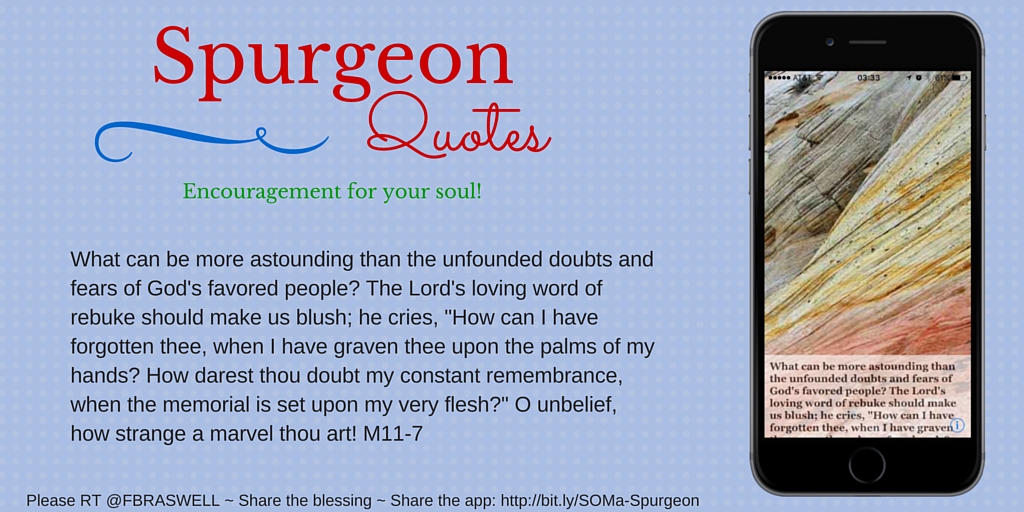 Spurgeon
Quotes
Encouragement for your soul!
What can be more astounding than the unfounded doubts and
fears of God's favored people? The Lord's loving word of
rebuke should make us blush; he cries, "How can I have
forgotten thee, when I have graven thee upon the palms of my
hands? How darest thou doubt my constant remembrance,
when the memorial is set upon my very flesh?" O unbelief,
how strange a marvel thou art! M11-7
Please RT @FBRASWELL ~ Share the blessing ~ Share the app: http://bit.ly/SOMa-Spurgeon
AT&T 03:33 61%
What can be more astounding than
the unfounded doubts and fears of
God's favored people? The Lord's
loving word of rebuke should make
us blush; he cries, "How can I have
forgotten thee, when I have graven